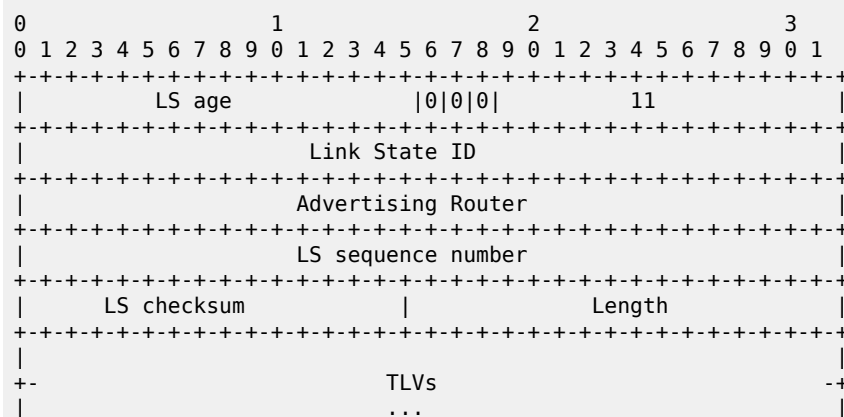 0                   1                   2                   3
0 1 2 3 4 5 6 7 8 9 0 1 2 3 4 5 6 7 8 9 0 1 2 3 4 5 6 7 8 9 0 1
+-+-+-+-+-+-+-+-+-+-+-+-+-+-+-+-+-+-+-+-+-+-+-+-+-+-+-+-+-+-+-+-+
|          LS age              |0|0|0|          11              |
+-+-+-+-+-+-+-+-+-+-+-+-+-+-+-+-+-+-+-+-+-+-+-+-+-+-+-+-+-+-+-+-+
|                      Link State ID                            |
+-+-+-+-+-+-+-+-+-+-+-+-+-+-+-+-+-+-+-+-+-+-+-+-+-+-+-+-+-+-+-+-+
|                     Advertising Router                        |
+-+-+-+-+-+-+-+-+-+-+-+-+-+-+-+-+-+-+-+-+-+-+-+-+-+-+-+-+-+-+-+-+
|                     LS sequence number                        |
+-+-+-+-+-+-+-+-+-+-+-+-+-+-+-+-+-+-+-+-+-+-+-+-+-+-+-+-+-+-+-+-+
|      LS checksum            |              Length             |
+-+-+-+-+-+-+-+-+-+-+-+-+-+-+-+-+-+-+-+-+-+-+-+-+-+-+-+-+-+-+-+-+
|                                                               |
+-                           TLVs                              -+
|                            ...                                |